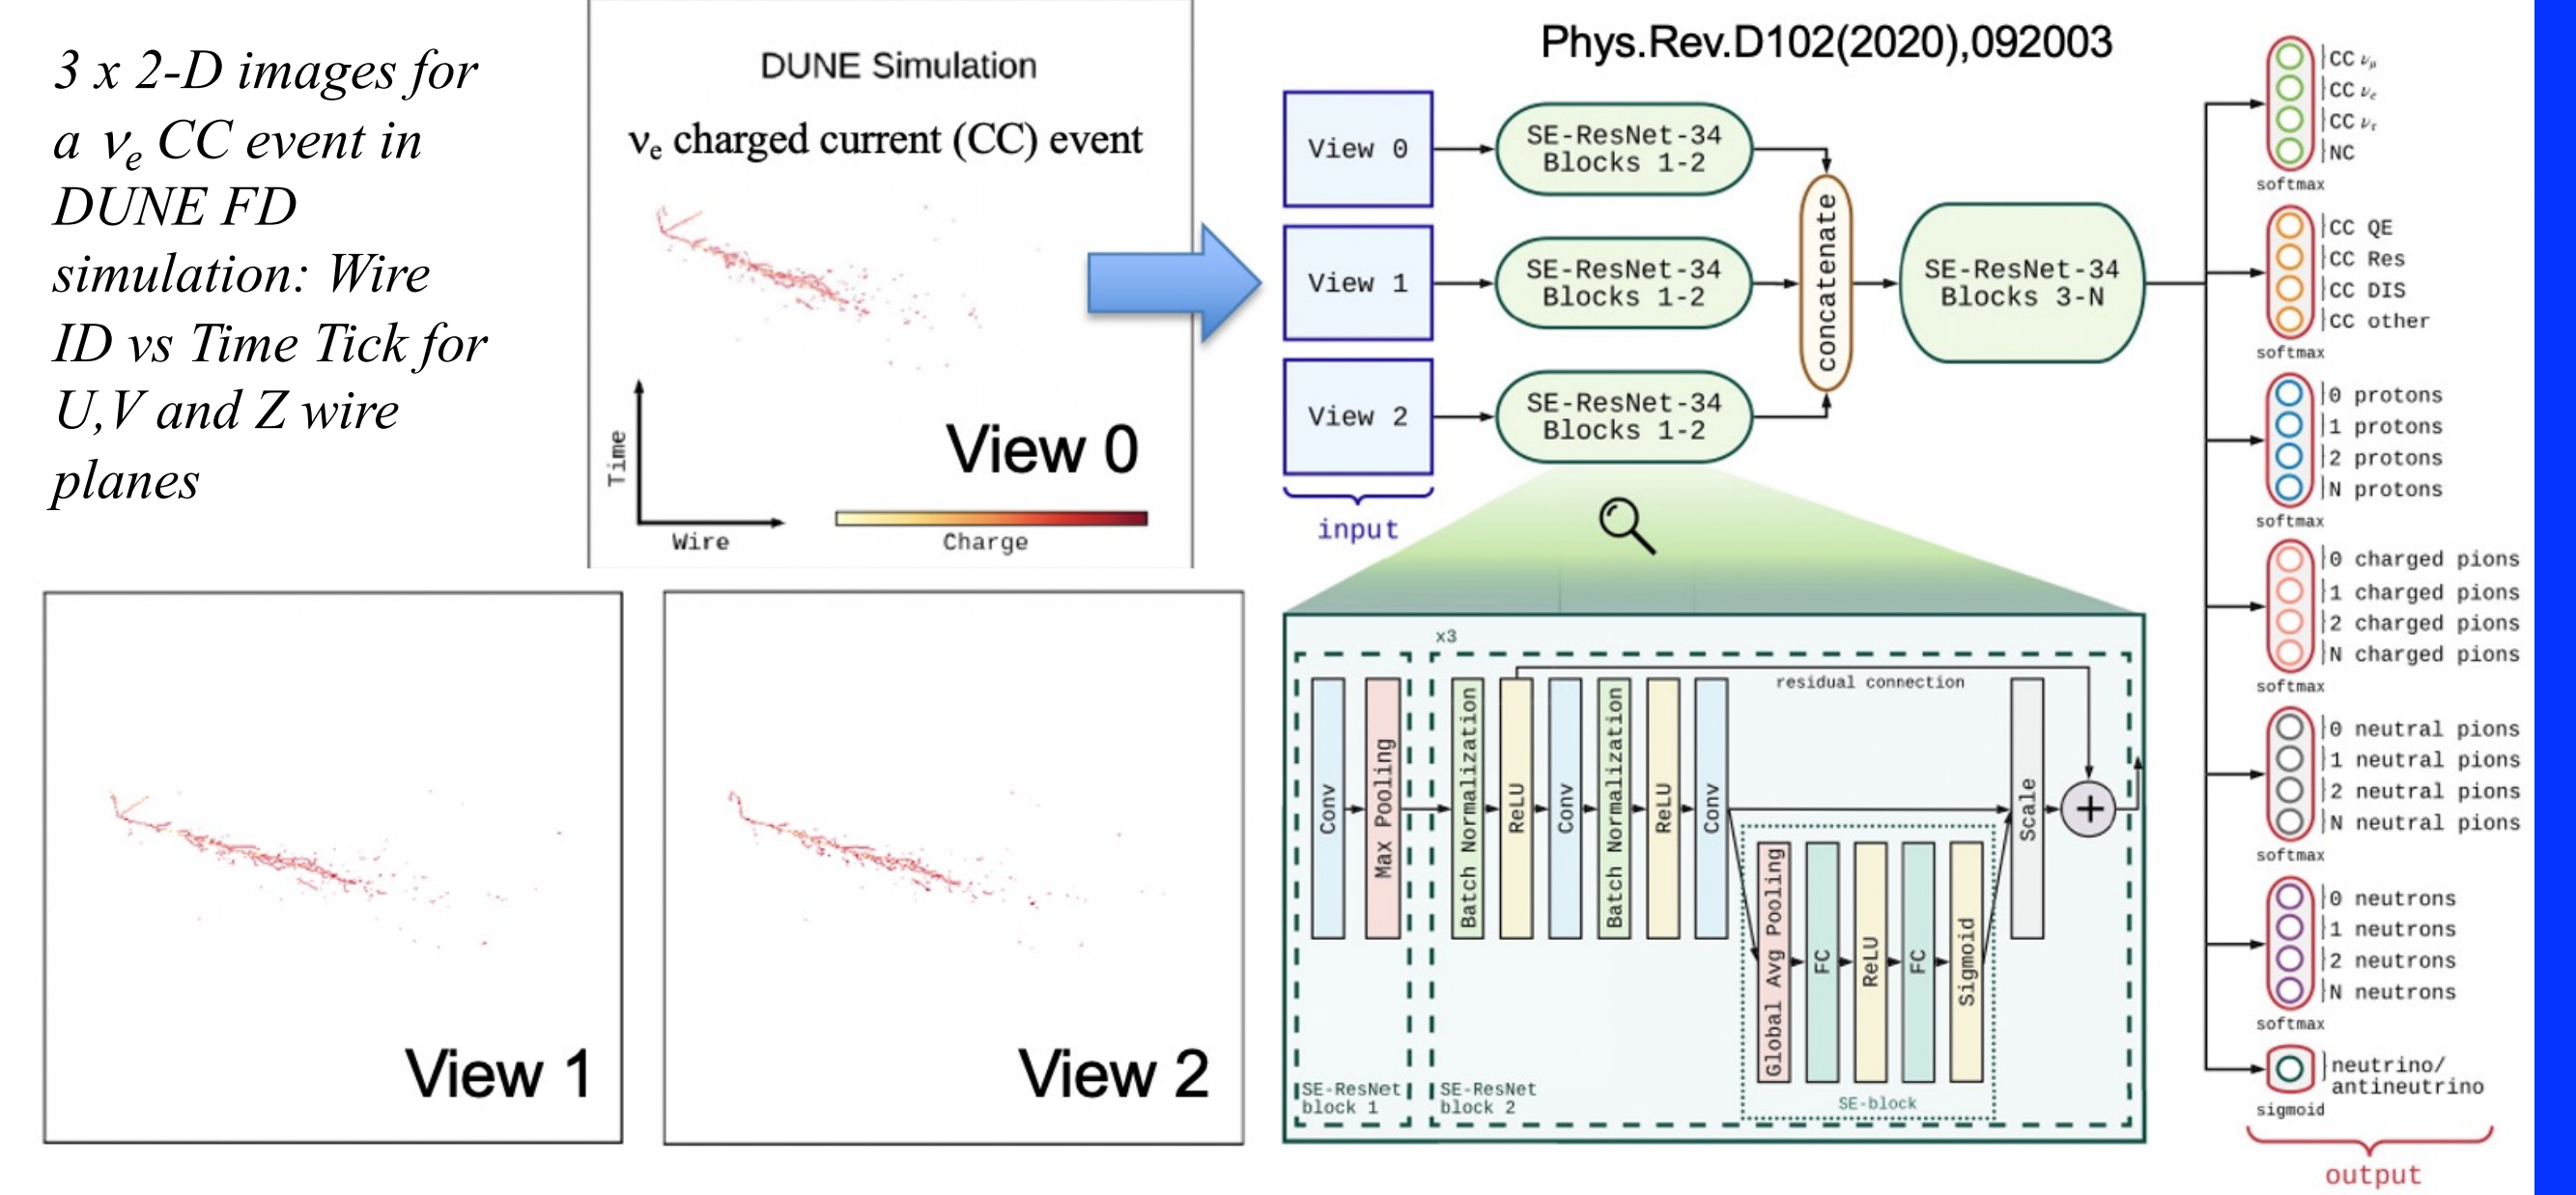 3 x 2-D images for
a νe CC event in
DUNE FD
simulation: Wire
ID vs Time Tick for
U,V and Z wire
planes
DUNE Simulation
νe charged current (CC) event
Time
Wire
Charge
View 0
View 1
View 2
Phys.Rev.D102(2020),092003
View 0
SE-ResNet-34
Blocks 1-2
View 1
SE-ResNet-34
Blocks 1-2
View 2
SE-ResNet-34
Blocks 1-2
input
concatenate
SE-ResNet-34
Blocks 3-N
x3
residual connection
Conv
Max Pooling
Batch Normalization
ReLU
Conv
Batch Normalization
ReLU
Conv
Scale
+
Global Avg Pooling
FC
ReLU
FC
Sigmoid
SE-block
SE-ResNet
block 1
SE-ResNet
block 2
CC νμ
CC νe
CC ντ
NC
softmax
CC QE
CC Res
CC DIS
CC other
softmax
0 protons
1 protons
2 protons
N protons
softmax
0 charged pions
1 charged pions
2 charged pions
N charged pions
softmax
0 neutral pions
1 neutral pions
2 neutral pions
N neutral pions
softmax
0 neutrons
1 neutrons
2 neutrons
N neutrons
softmax
neutrino/
antineutrino
sigmoid
output